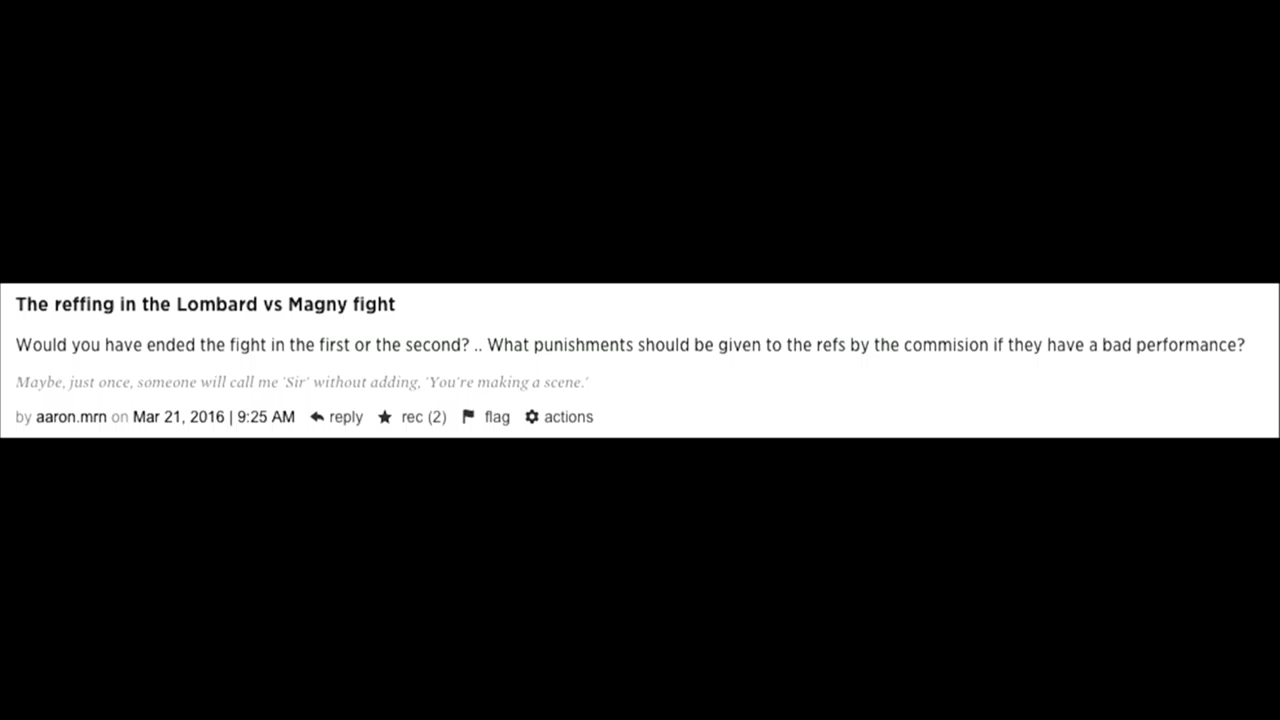 The reffing in the Lombard vs Magny fight
Would you have ended the fight in the first or the second? .. What punishments should be given to the refs by the commision if they have a bad performance?
Maybe, just once, someone will call me 'Sir' without adding, 'You're making a scene.'
by aaron.mrn on Mar 21, 2016 | 9:25 AM reply rec (2) flag actions